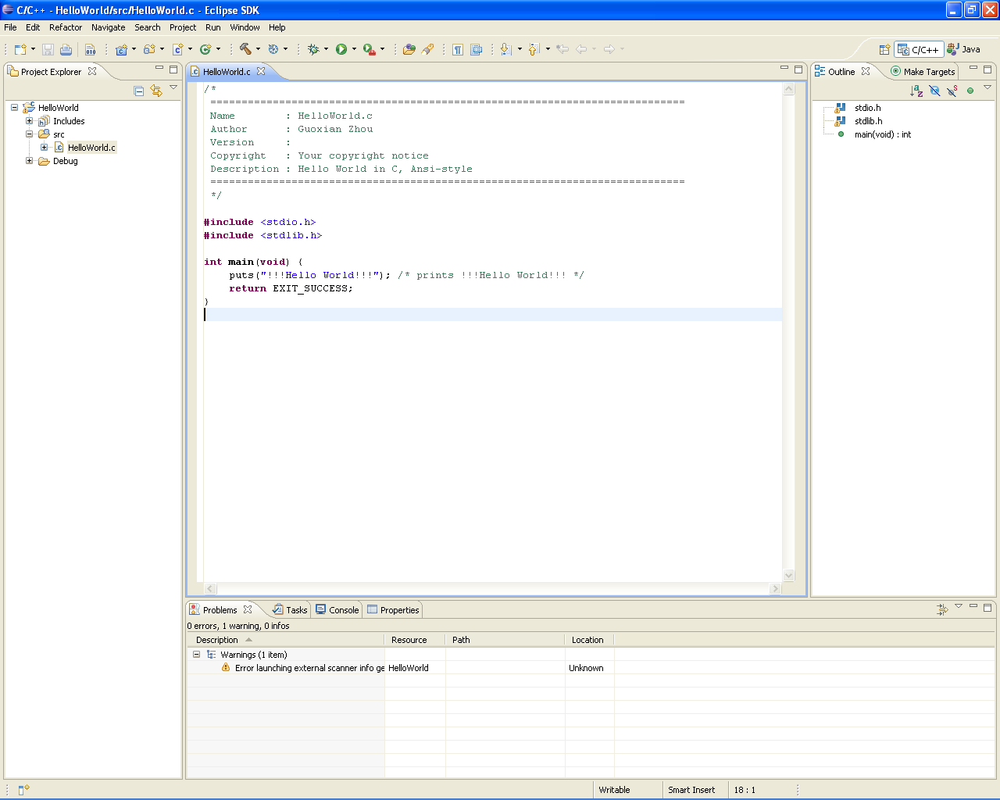 C/C++ - HelloWorld/src/HelloWorld.c - Eclipse SDK
File Edit Refactor Navigate Search Project Run Window Help
C/C++ Java
Project Explorer
HelloWorld
Includes
src
HelloWorld.c
Debug
HelloWorld.c
/*
 ============================================================================
 Name        : HelloWorld.c
 Author      : Guoxian Zhou
 Version     :
 Copyright   : Your copyright notice
 Description : Hello World in C, Ansi-style
 ============================================================================
 */
#include <stdio.h>
#include <stdlib.h>
int main(void) {
    puts("!!!Hello World!!!"); /* prints !!!Hello World!!! */
    return EXIT_SUCCESS;
}
Outline Make Targets
stdio.h
stdlib.h
main(void) : int
Problems Tasks Console Properties
0 errors, 1 warning, 0 infos
Description Resource Path Location
Warnings (1 item)
Error launching external scanner info ge HelloWorld Unknown
Writable Smart Insert 18 : 1